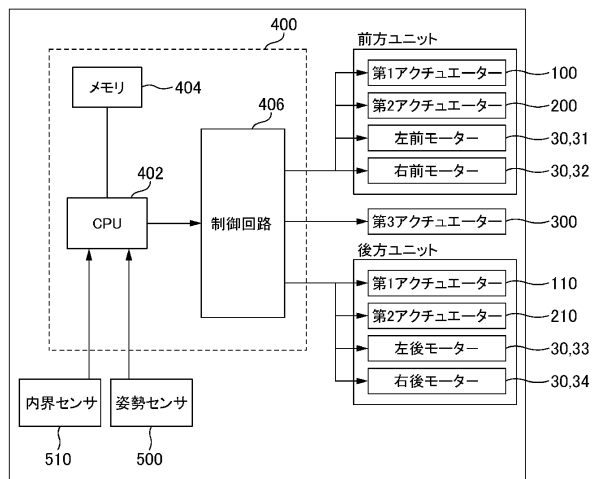 400
前方ユニット
第1アクチュエーター
100
メモリ
404
406
第2アクチュエーター
200
左前モーター
30,31
右前モーター
30,32
402
CPU
制御回路
第3アクチュエーター
300
後方ユニット
第1アクチュエーター
110
第2アクチュエーター
210
左後モーター
30,33
右後モーター
30,34
内界センサ
姿勢センサ
510
500